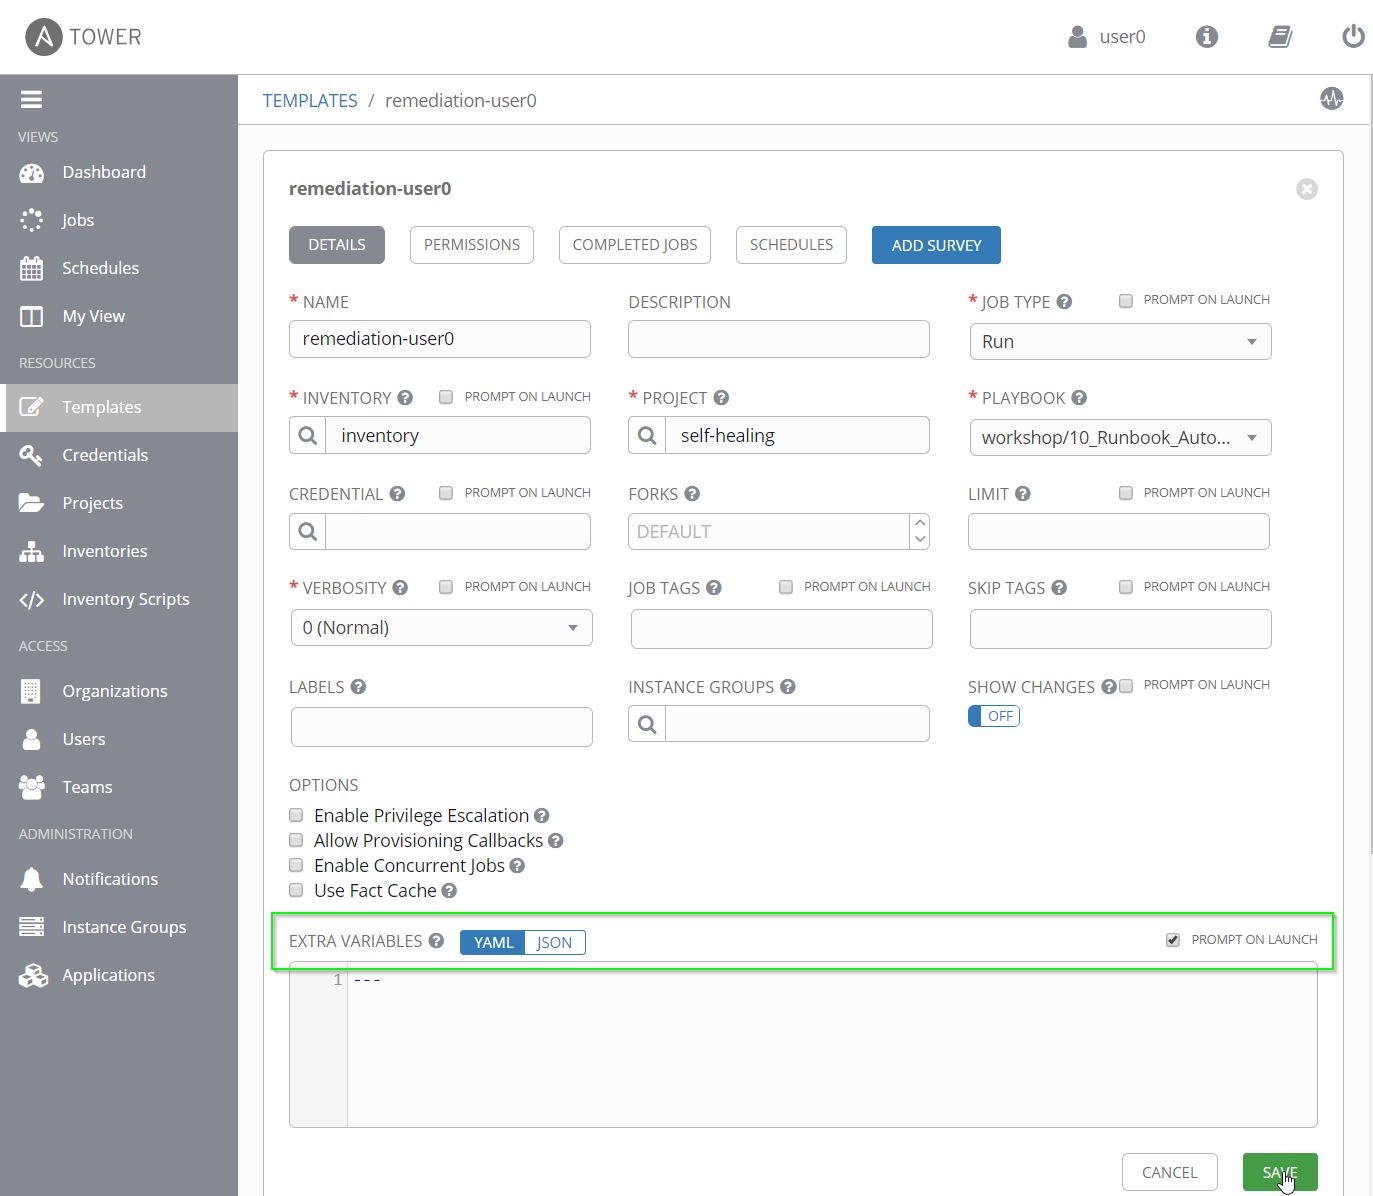 TOWER
user0
VIEWS
Dashboard
Jobs
Schedules
My View
RESOURCES
Templates
Credentials
Projects
Inventories
Inventory Scripts
ACCESS
Organizations
Users
Teams
ADMINISTRATION
Notifications
Instance Groups
Applications
TEMPLATES / remediation-user0
remediation-user0
DETAILS PERMISSIONS COMPLETED JOBS SCHEDULES ADD SURVEY
* NAME DESCRIPTION * JOB TYPE ? PROMPT ON LAUNCH
remediation-user0 Run
* INVENTORY ? PROMPT ON LAUNCH * PROJECT ? * PLAYBOOK ?
inventory self-healing workshop/10_Runbook_Auto...
CREDENTIAL ? PROMPT ON LAUNCH FORKS ? LIMIT ? PROMPT ON LAUNCH
DEFAULT
* VERBOSITY ? PROMPT ON LAUNCH JOB TAGS ? PROMPT ON LAUNCH SKIP TAGS ? PROMPT ON LAUNCH
0 (Normal)
LABELS ? INSTANCE GROUPS ? SHOW CHANGES ? PROMPT ON LAUNCH
OFF
OPTIONS
Enable Privilege Escalation ?
Allow Provisioning Callbacks ?
Enable Concurrent Jobs ?
Use Fact Cache ?
EXTRA VARIABLES ? YAML JSON PROMPT ON LAUNCH
1 ---
CANCEL SAVE